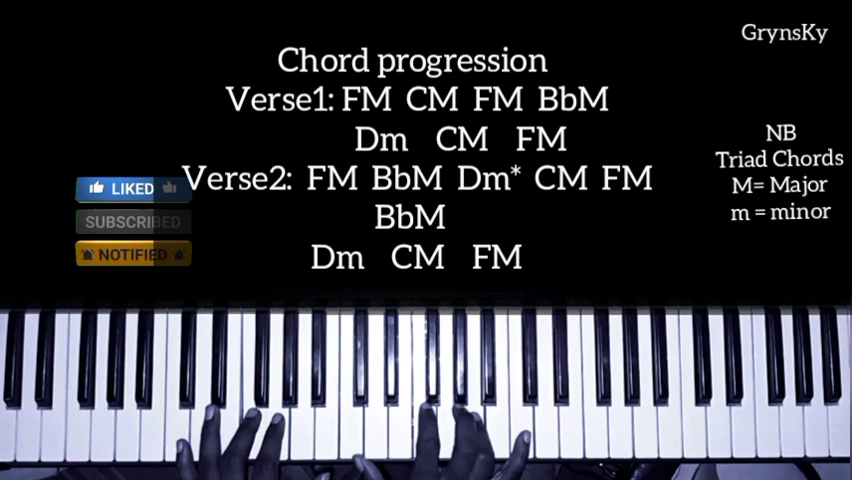 GrynsKy
Chord progression
Verse1: FM CM FM BbM
Dm CM FM
Verse2: FM BbM Dm* CM FM
BbM
Dm CM FM
NB
Triad Chords
M= Major
m = minor
LIKED
SUBSCRIBED
NOTIFIED